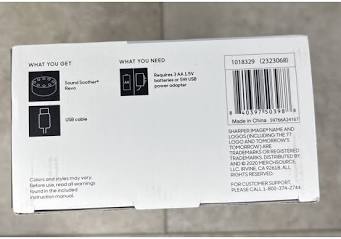 WHAT YOU GET
Sound Soother®
Revo
USB cable
WHAT YOU NEED
Requires 3 AA 1.5V
batteries or 5W USB
power adapter
Colors and styles may vary.
Before use, read all warnings
found in the included
instruction manual.
1018329 (2323068)
Made in China
SHARPER IMAGE® NAME AND
LOGOS (INCLUDING THE 77
LOGO AND TOMORROW'S
TOMORROW) ARE
TRADEMARKS OR REGISTERED
TRADEMARKS. DISTRIBUTED BY
AND © 2020 MERCHSOURCE,
LLC, IRVINE, CA 92618. ALL
RIGHTS RESERVED.
FOR CUSTOMER SUPPORT,
PLEASE CALL 1-800-374-2744